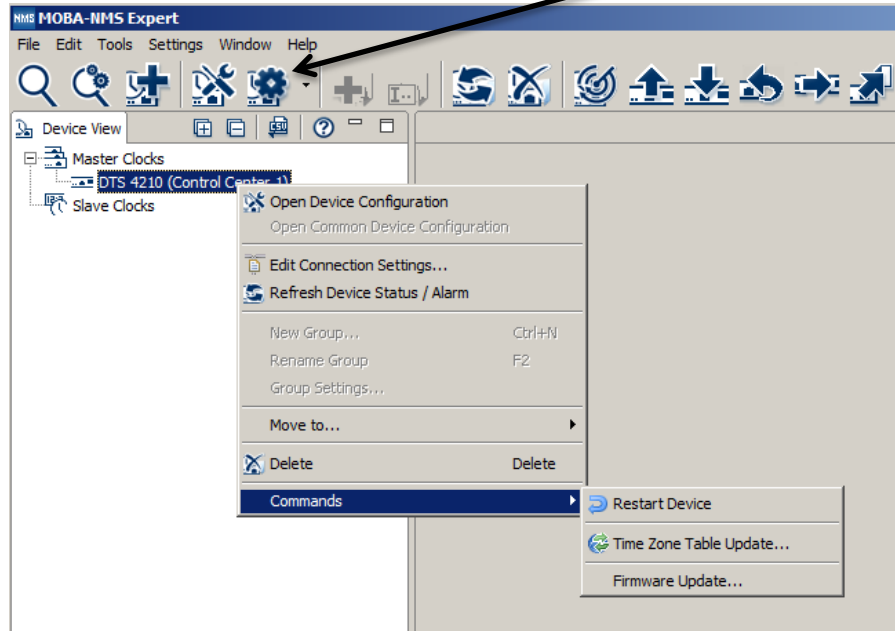 NMS MOBA-NMS Expert
File Edit Tools Settings Window Help
I...
Device View csv ?
Master Clocks
DTS 4210 (Control Center 1)
Slave Clocks
Open Device Configuration
Open Common Device Configuration
Edit Connection Settings...
Refresh Device Status / Alarm
New Group... Ctrl+N
Rename Group F2
Group Settings...
Move to...
Delete Delete
Commands
Restart Device
Time Zone Table Update...
Firmware Update...